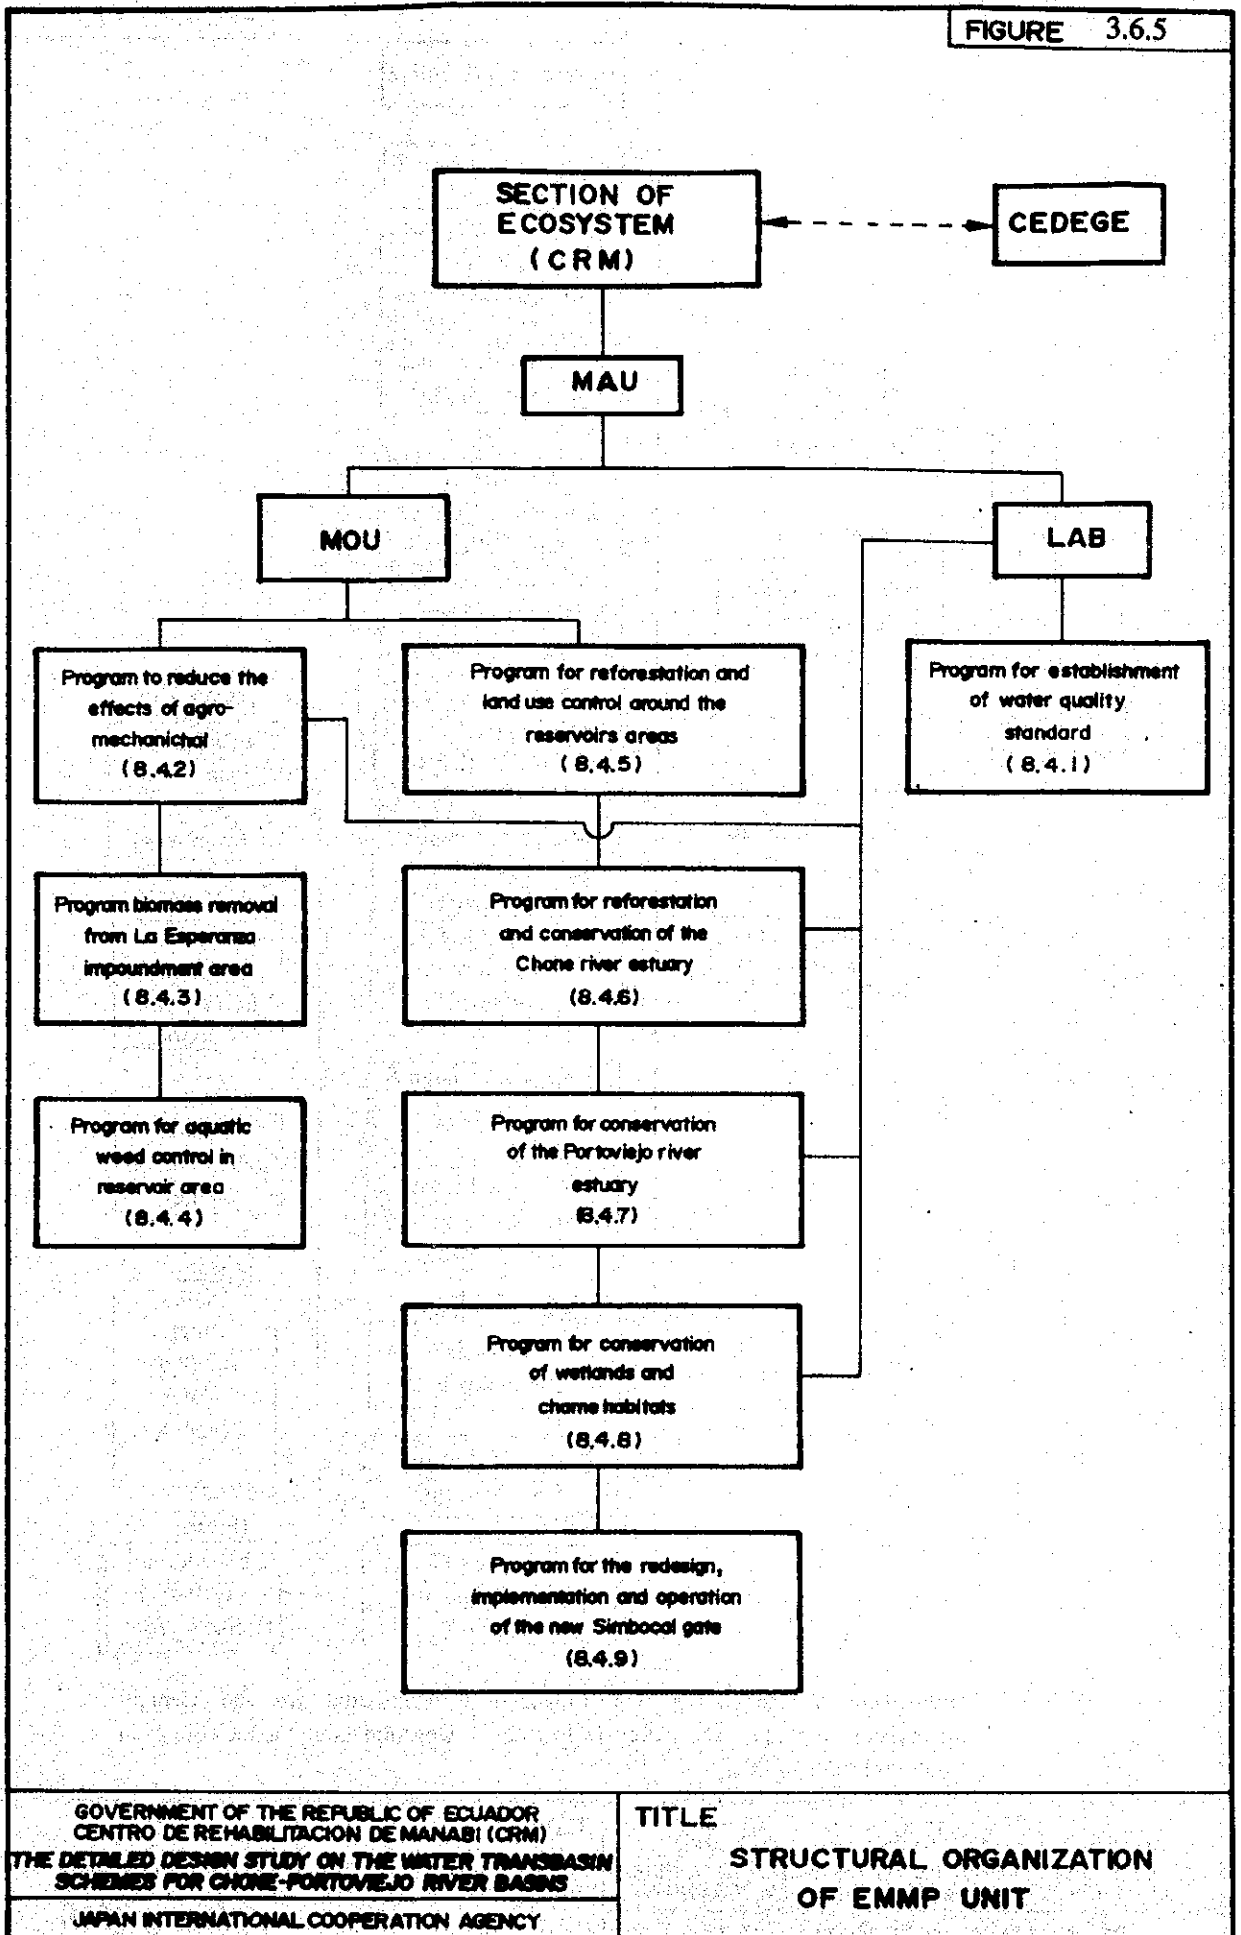 FIGURE 3.6.5
SECTION OF
ECOSYSTEM
(CRM)
CEDEGE
MAU
MOU
LAB
Program to reduce the
effects of agro-
mechanichal
(8.4.2)
Program for reforestation and
land use control around the
reservoirs areas
(8.4.5)
Program for establishment
of water quality
standard
(8.4.1)
Program biomass removal
from La Esperanza
impoundment area
(8.4.3)
Program for reforestation
and conservation of the
Chone river estuary
(8.4.6)
Program for aquatic
weed control in
reservoir area
(8.4.4)
Program for conservation
of the Portoviejo river
estuary
(8.4.7)
Program for conservation
of wetlands and
chame habitats
(8.4.8)
Program for the redesign,
implementation and operation
of the new Simbocal gate
(8.4.9)
GOVERNMENT OF THE REPUBLIC OF ECUADOR
CENTRO DE REHABILITACION DE MANABI (CRM)
THE DETAILED DESIGN STUDY ON THE WATER TRANSBASIN
SCHEMES FOR CHONE-PORTOVIEJO RIVER BASINS
JAPAN INTERNATIONAL COOPERATION AGENCY
TITLE
STRUCTURAL ORGANIZATION
OF EMMP UNIT